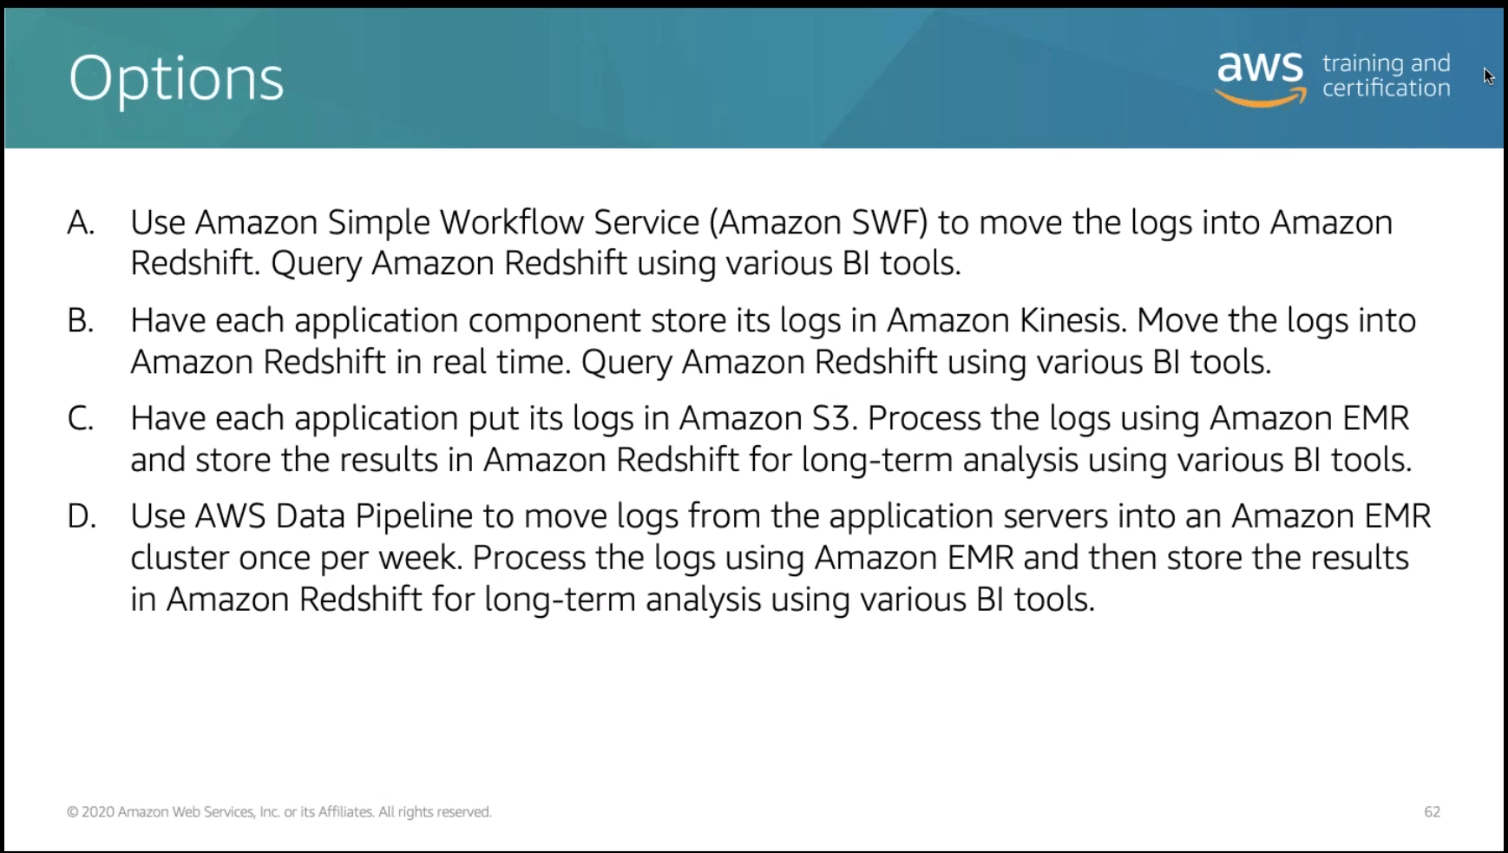 Options
aws training and
certification
A. Use Amazon Simple Workflow Service (Amazon SWF) to move the logs into Amazon
Redshift. Query Amazon Redshift using various BI tools.
B. Have each application component store its logs in Amazon Kinesis. Move the logs into
Amazon Redshift in real time. Query Amazon Redshift using various BI tools.
C. Have each application put its logs in Amazon S3. Process the logs using Amazon EMR
and store the results in Amazon Redshift for long-term analysis using various BI tools.
D. Use AWS Data Pipeline to move logs from the application servers into an Amazon EMR
cluster once per week. Process the logs using Amazon EMR and then store the results
in Amazon Redshift for long-term analysis using various BI tools.
© 2020 Amazon Web Services, Inc. or its Affiliates. All rights reserved.
62